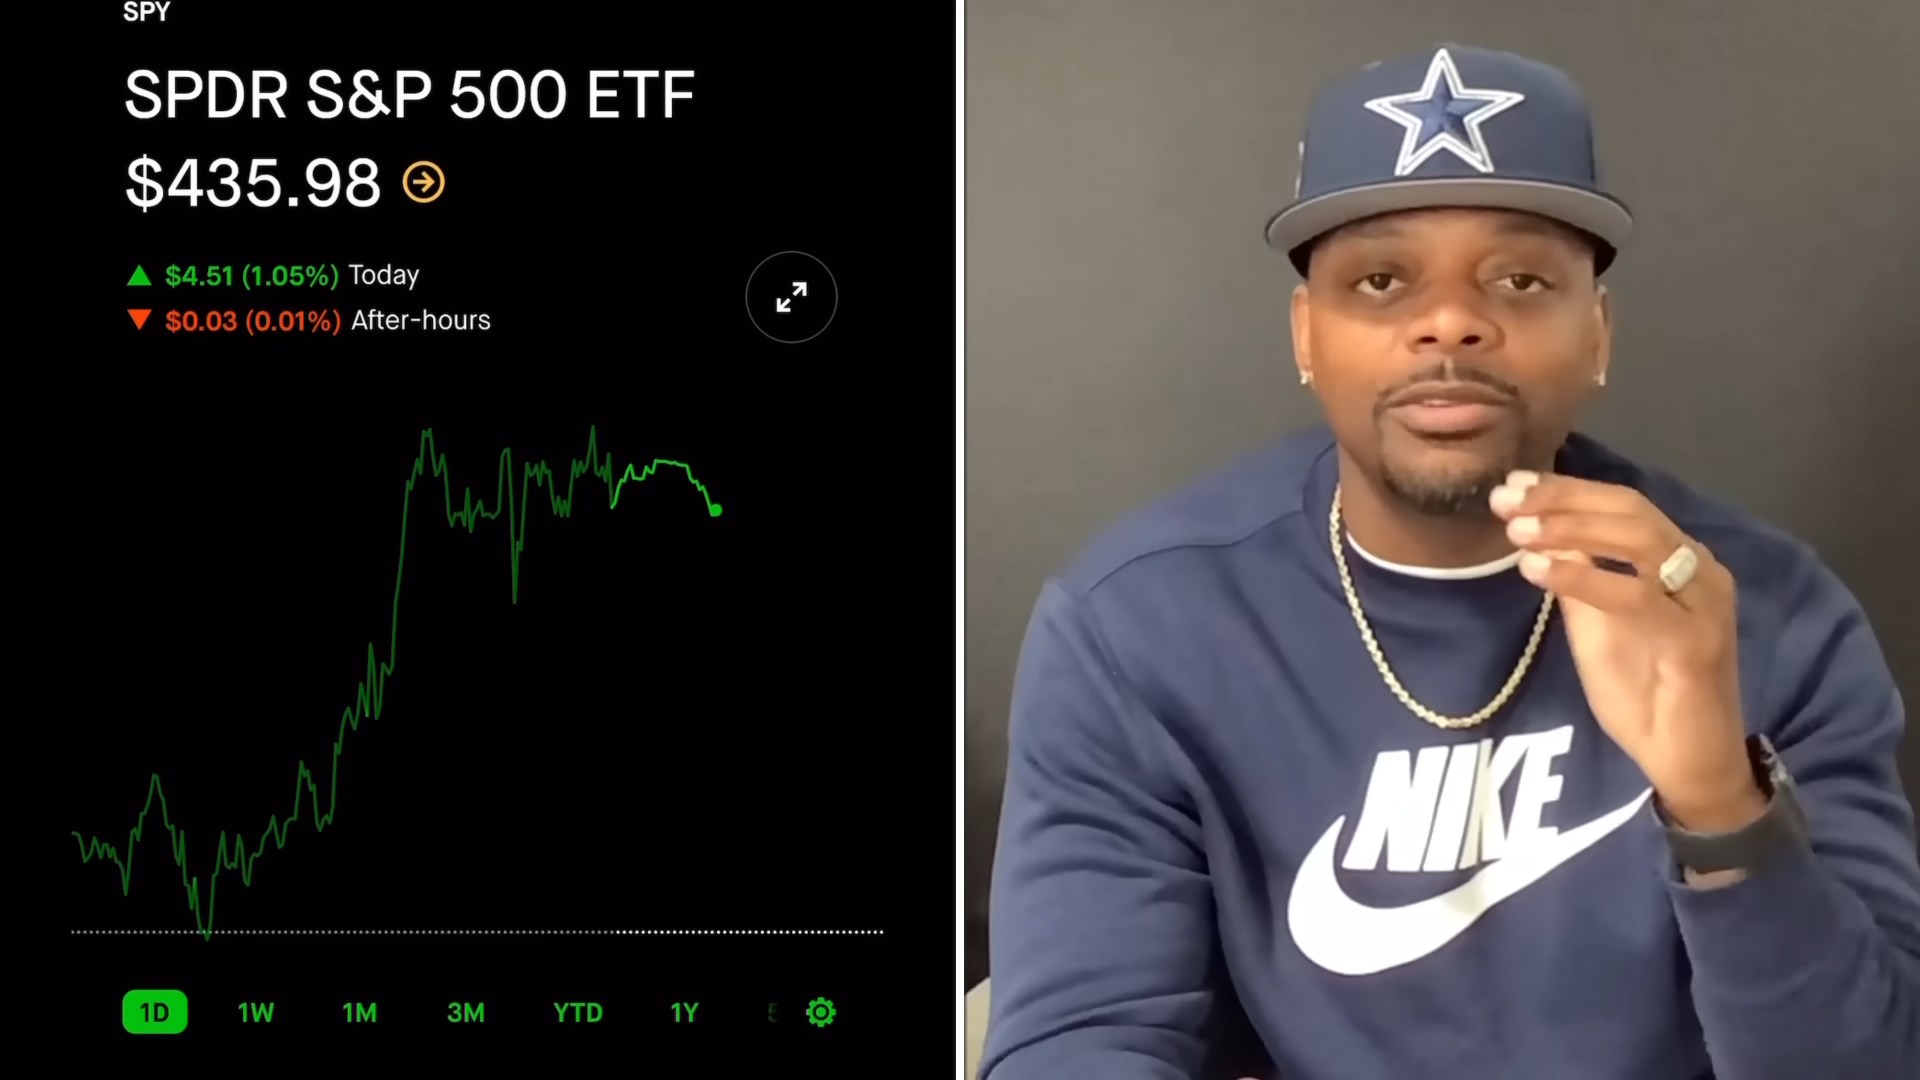 SPY
SPDR S&P 500 ETF
$435.98
▲ $4.51 (1.05%) Today
▼ $0.03 (0.01%) After-hours
1D 1W 1M 3M YTD 1Y
NIKE